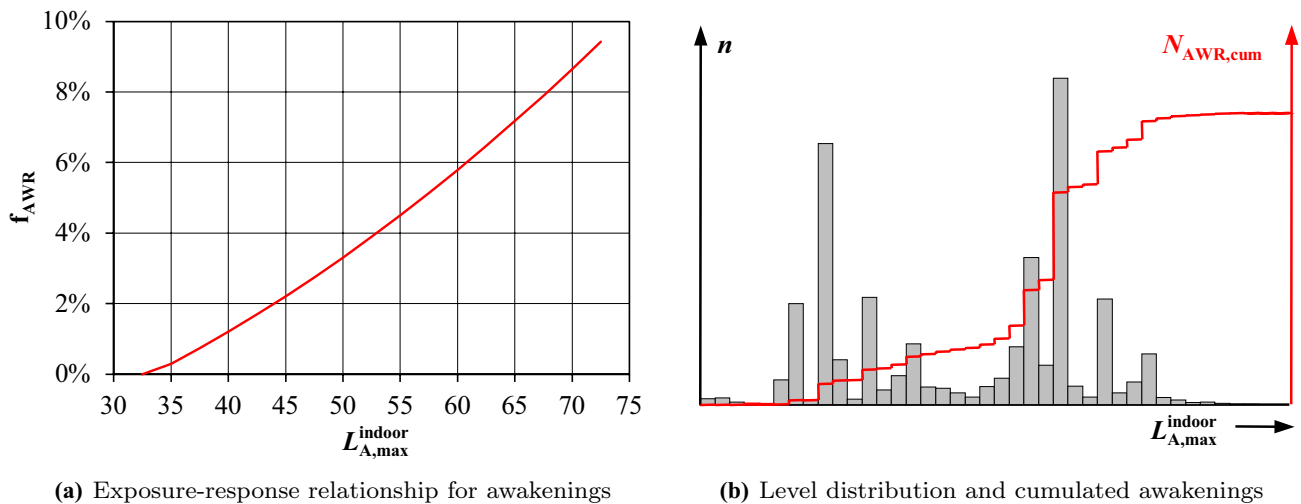 10%
8%
6%
4%
2%
0%
f_AWR
30 35 40 45 50 55 60 65 70 75
L_A,max^indoor
(a) Exposure-response relationship for awakenings
n
N_AWR,cum
L_A,max^indoor
(b) Level distribution and cumulated awakenings